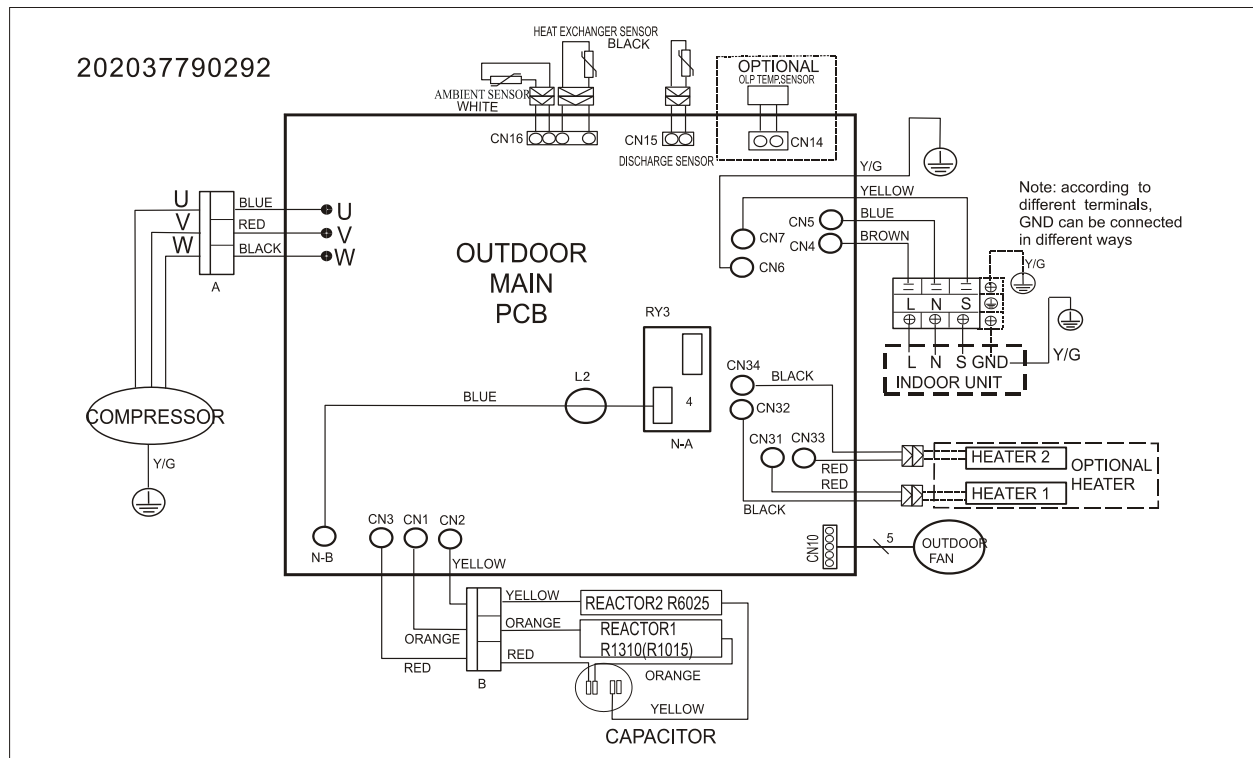 202037790292
HEAT EXCHANGER SENSOR
BLACK
AMBIENT SENSOR
WHITE
CN16
CN15
DISCHARGE SENSOR
OPTIONAL
OLP TEMP.SENSOR
CN14
Y/G
YELLOW
BLUE
BROWN
CN5
CN7
CN4
CN6
Note: according to
different terminals,
GND can be connected
in different ways
Y/G
L N S
L N S GND
INDOOR UNIT
Y/G
U
V
W
BLUE
RED
BLACK
U
V
W
A
OUTDOOR
MAIN
PCB
RY3
4
N-A
L2
BLUE
COMPRESSOR
Y/G
CN34
BLACK
CN32
CN31
CN33
RED
RED
BLACK
HEATER 2
HEATER 1
OPTIONAL
HEATER
CN10
5
OUTDOOR
FAN
N-B
CN3
CN1
CN2
YELLOW
ORANGE
RED
B
YELLOW
ORANGE
RED
REACTOR2 R6025
REACTOR1
R1310(R1015)
ORANGE
YELLOW
CAPACITOR